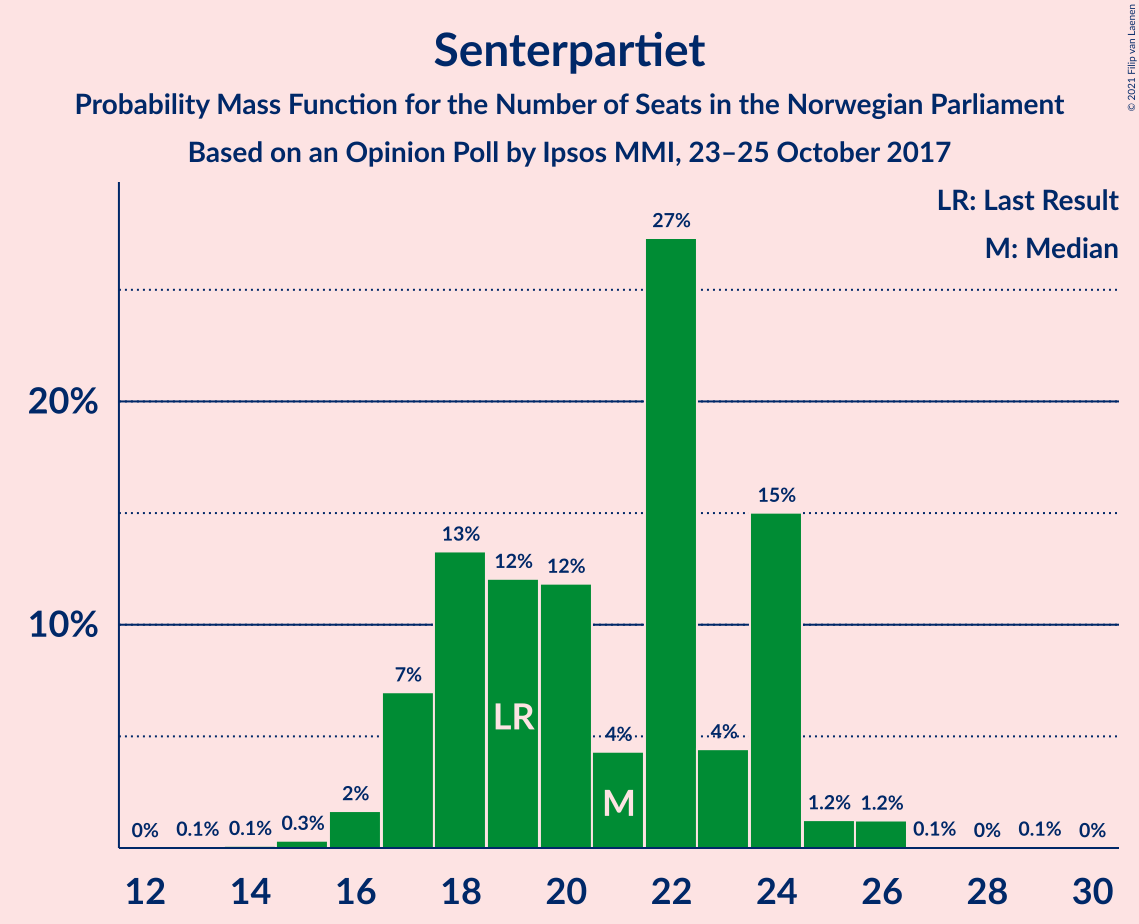 Senterpartiet
Probability Mass Function for the Number of Seats in the Norwegian Parliament
Based on an Opinion Poll by Ipsos MMI, 23–25 October 2017
© 2021 Filip van Laenen
LR: Last Result
M: Median
20%
10%
0%
0.1%
0.1%
0.3%
2%
7%
13%
12%
12%
4%
27%
4%
15%
1.2%
1.2%
0.1%
0%
0.1%
0%
LR
M
12 14 16 18 20 22 24 26 28 30